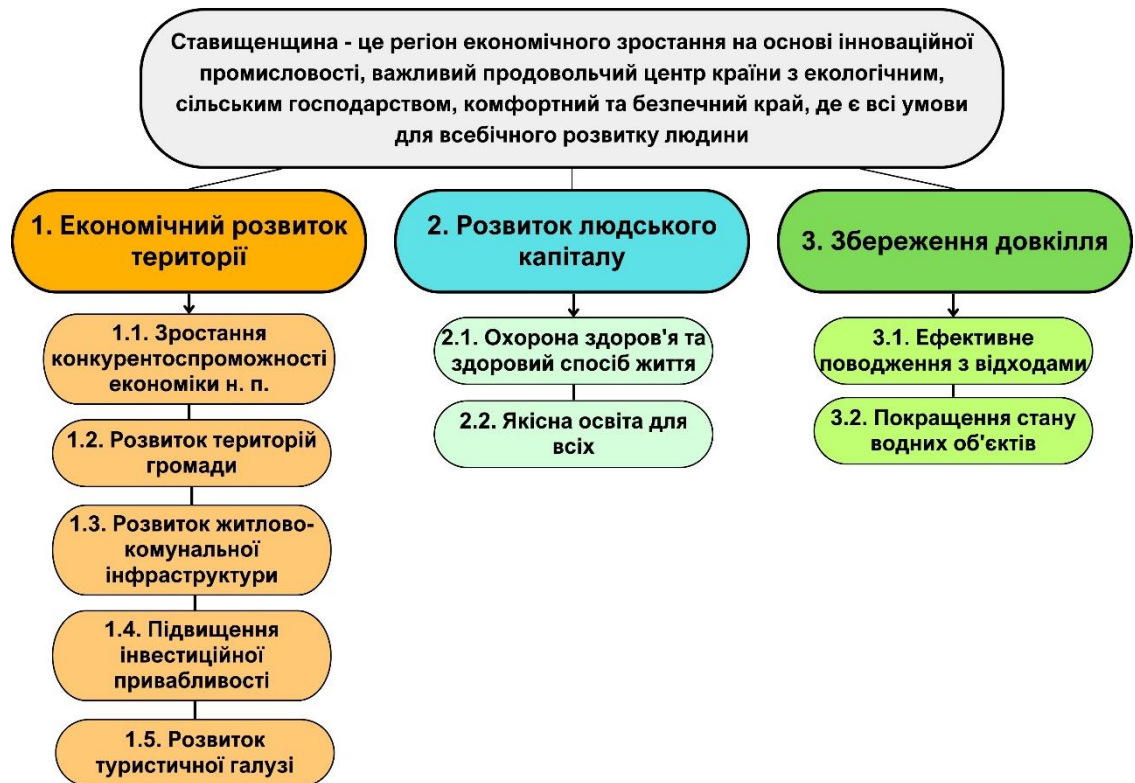 Ставищенщина - це регіон економічного зростання на основі інноваційної
промисловості, важливий продовольчий центр країни з екологічним,
сільським господарством, комфортний та безпечний край, де є всі умови
для всебічного розвитку людини
1. Економічний розвиток
території
1.1. Зростання
конкурентоспроможності
економіки н. п.
1.2. Розвиток територій
громади
1.3. Розвиток житлово-
комунальної
інфраструктури
1.4. Підвищення
інвестиційної
привабливості
1.5. Розвиток
туристичної галузі
2. Розвиток людського
капіталу
2.1. Охорона здоров'я та
здоровий спосіб життя
2.2. Якісна освіта для
всіх
3. Збереження довкілля
3.1. Ефективне
поводження з відходами
3.2. Покращення стану
водних об'єктів